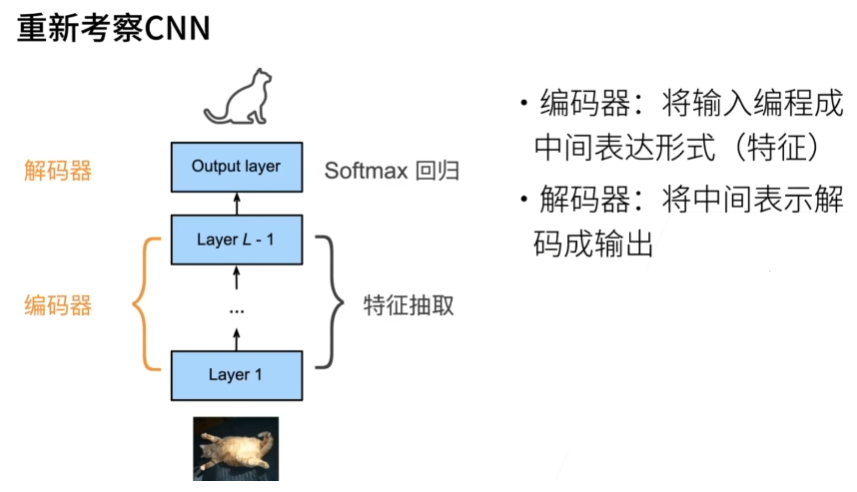 重新考察CNN
解码器
Output layer
Softmax 回归
Layer L - 1
编码器
...
特征抽取
Layer 1
• 编码器：将输入编程成
中间表达形式（特征）
• 解码器：将中间表示解
码成输出